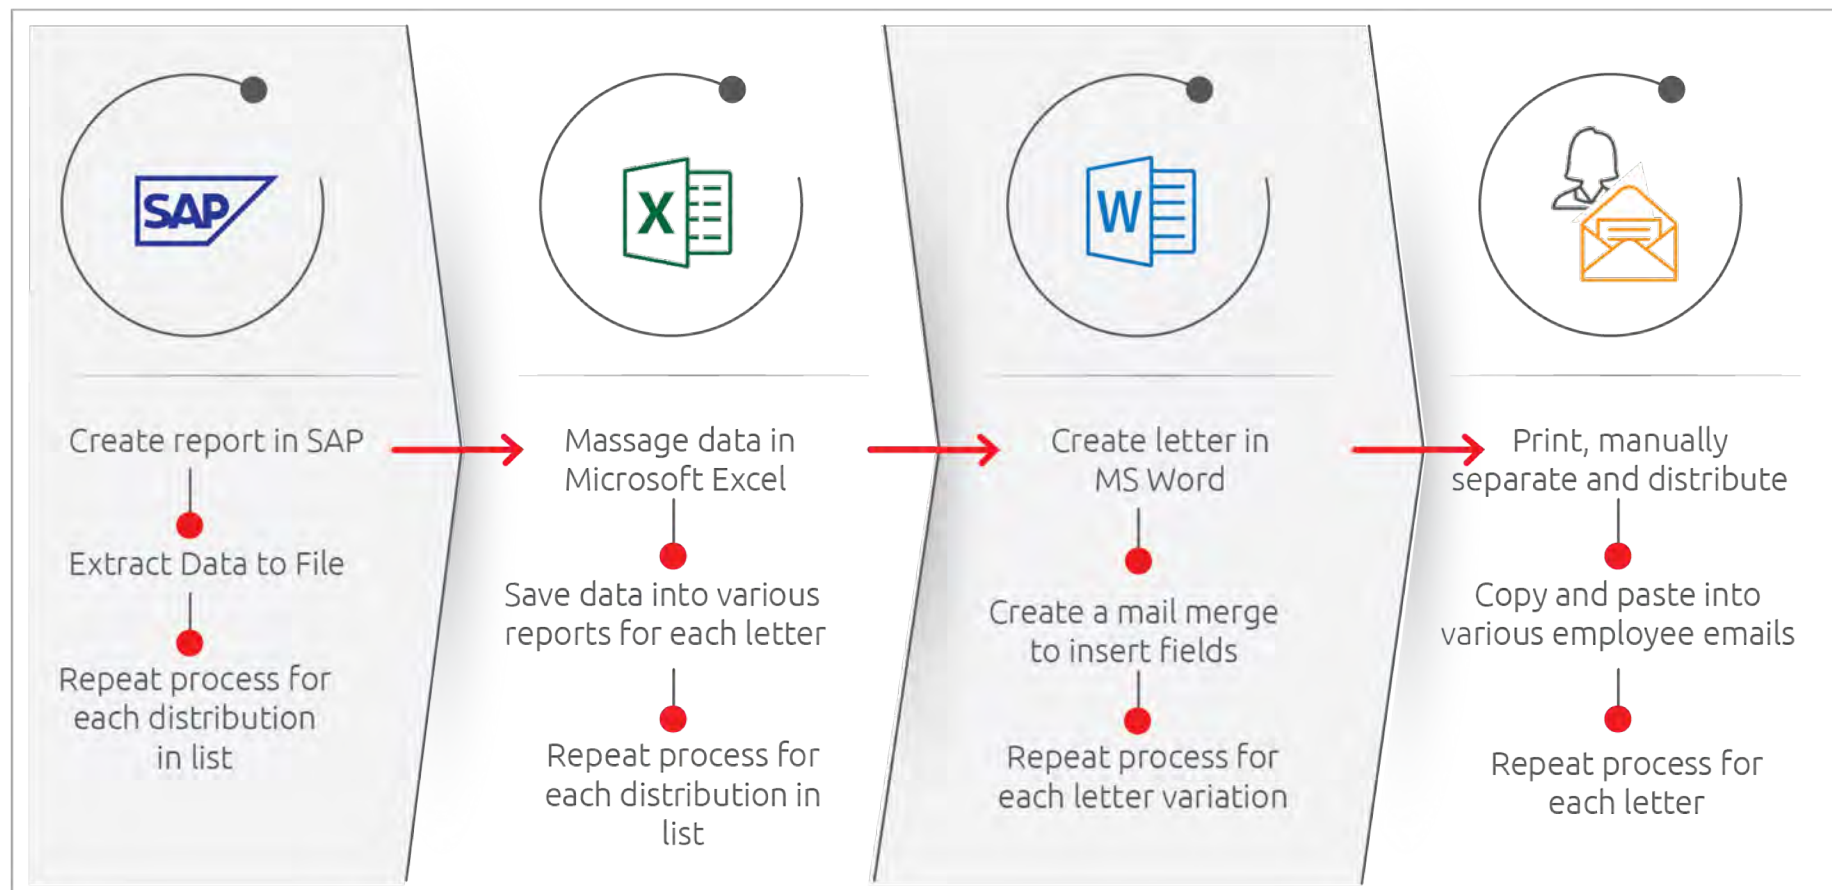 SAP
Create report in SAP
Extract Data to File
Repeat process for
each distribution
in list
X
Massage data in
Microsoft Excel
Save data into various
reports for each letter
Repeat process for
each distribution in
list
W
Create letter in
MS Word
Create a mail merge
to insert fields
Repeat process for
each letter variation
Print, manually
separate and distribute
Copy and paste into
various employee emails
Repeat process for
each letter